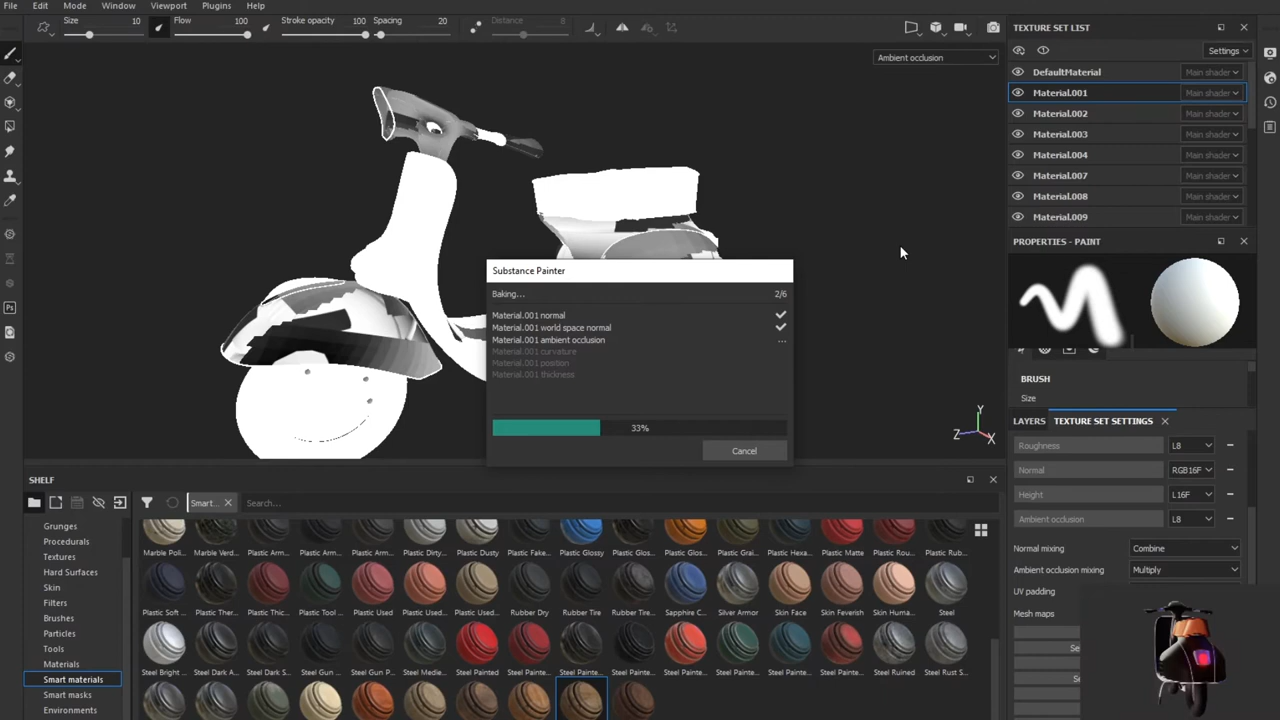 File Edit Mode Viewport Plugins Help
Size 10 Flow 100 Stroke opacity 100 Spacing 20 Distance 8
Ambient occlusion
TEXTURE SET LIST
Settings
DefaultMaterial Main shader
Material.001 Main shader
Material.002 Main shader
Material.003 Main shader
Material.004 Main shader
Material.007 Main shader
Material.008 Main shader
Material.009 Main shader
PROPERTIES - PAINT
BRUSH
Size
LAYERS TEXTURE SET SETTINGS
Roughness L8
Normal RGB16F
Height L16F
Ambient occlusion L8
Normal mixing Combine
Ambient occlusion mixing Multiply
UV padding
Mesh maps
Se
Se
Substance Painter
Baking... 2/6
Material.001 normal
Material.001 world space normal
Material.001 ambient occlusion ...
Material.001 curvature
Material.001 position
Material.001 thickness
33%
Cancel
Y
Z X
SHELF
Ps
Smart... Search...
Grunges
Procedurals
Textures
Hard Surfaces
Skin
Filters
Brushes
Particles
Tools
Materials
Smart materials
Smart masks
Environments
Marble Poli... Marble Verd... Plastic Arm... Plastic Arm... Plastic Arm... Plastic Dirty... Plastic Dusty Plastic Fake... Plastic Glossy Plastic Glos... Plastic Glos... Plastic Grai... Plastic Hexa... Plastic Matte Plastic Rou... Plastic Rub...
Plastic Soft ... Plastic Ther... Plastic Thic... Plastic Tool ... Plastic Used Plastic Used... Plastic Used... Rubber Dry Rubber Tire Rubber Tire... Sapphire C... Silver Armor Skin Face Skin Feverish Skin Huma... Steel
Steel Bright ... Steel Dark A... Steel Dark S... Steel Gun ... Steel Gun P... Steel Medie... Steel Painted Steel Painte... Steel Painte... Steel Painte... Steel Painte... Steel Painte... Steel Painte... Steel Painte... Steel Ruined Steel Rust S...